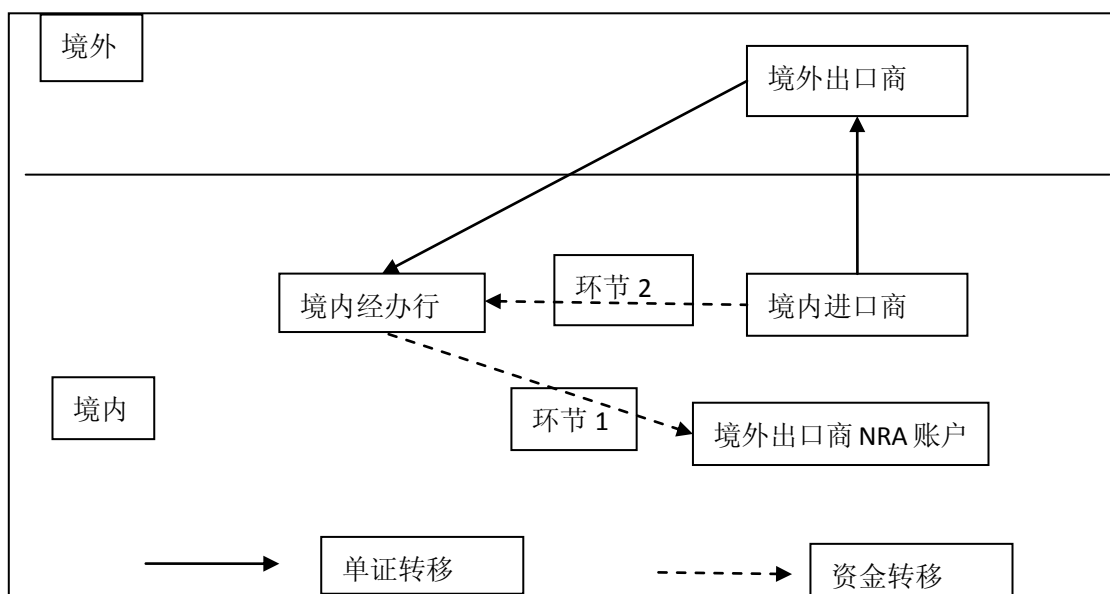 境外
境外出口商
环节 2
境内经办行
境内进口商
境内
环节 1
境外出口商 NRA 账户
单证转移
资金转移